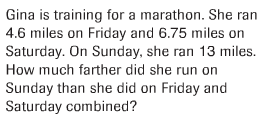 Gina is training for a marathon. She ran
4.6 miles on Friday and 6.75 miles on
Saturday. On Sunday, she ran 13 miles.
How much farther did she run on
Sunday than she did on Friday and
Saturday combined?